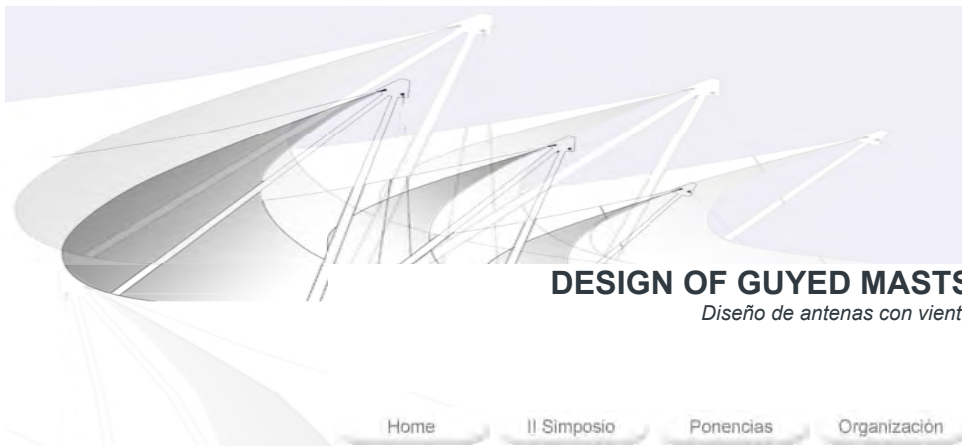 DESIGN OF GUYED MASTS
Diseño de antenas con vient
Home II Simposio Ponencias Organización